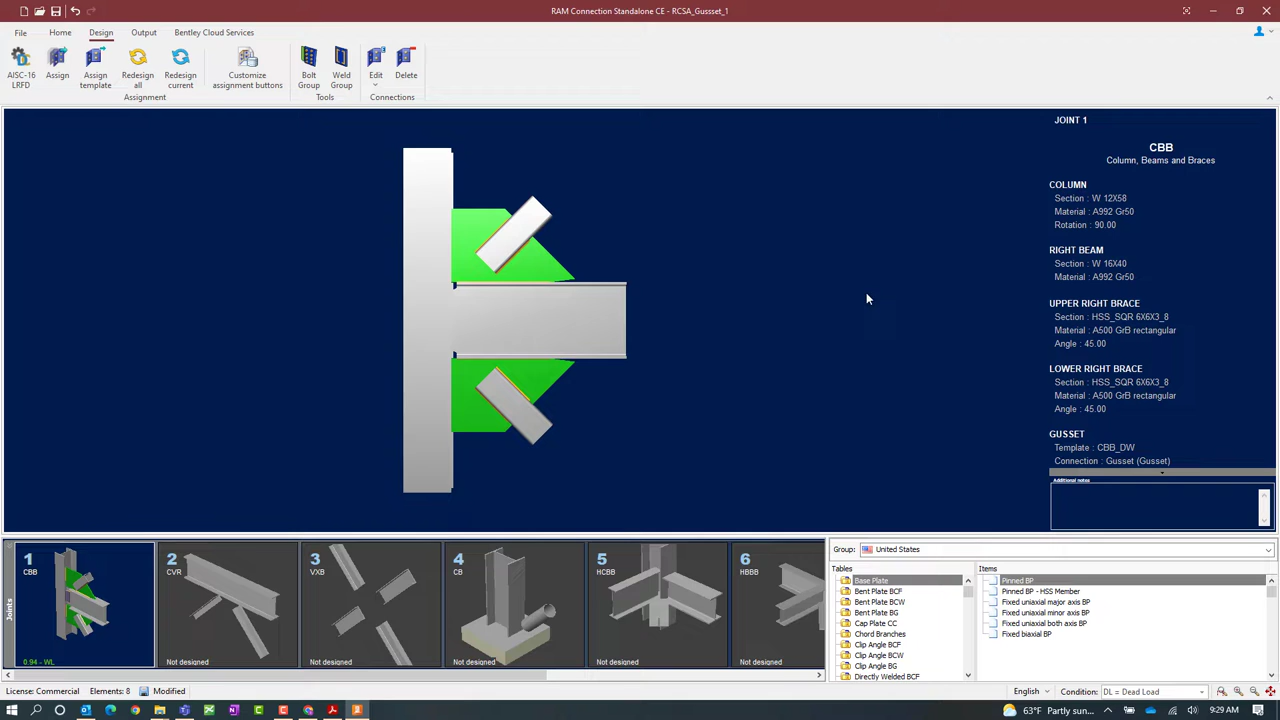 RAM Connection Standalone CE - RCSA_Gussset_1
File Home Design Output Bentley Cloud Services
AISC-16 LRFD
Assign
Assign template
Redesign all
Redesign current
Customize assignment buttons
Bolt Group
Weld Group
Edit
Delete
Assignment
Tools
Connections
JOINT 1
CBB
Column, Beams and Braces
COLUMN
Section : W 12X58
Material : A992 Gr50
Rotation : 90.00
RIGHT BEAM
Section : W 16X40
Material : A992 Gr50
UPPER RIGHT BRACE
Section : HSS_SQR 6X6X3_8
Material : A500 GrB rectangular
Angle : 45.00
LOWER RIGHT BRACE
Section : HSS_SQR 6X6X3_8
Material : A500 GrB rectangular
Angle : 45.00
GUSSET
Template : CBB_DW
Connection : Gusset (Gusset)
Additional notes
Joints
1
CBB
0.94 - WL
2
CVR
Not designed
3
VXB
Not designed
4
CB
Not designed
5
HCBB
Not designed
6
HBBB
Not designed
Group: United States
Tables
Base Plate
Bent Plate BCF
Bent Plate BCW
Bent Plate BG
Cap Plate CC
Chord Branches
Clip Angle BCF
Clip Angle BCW
Clip Angle BG
Directly Welded BCF
Items
Pinned BP
Pinned BP - HSS Member
Fixed uniaxial major axis BP
Fixed uniaxial minor axis BP
Fixed uniaxial both axis BP
Fixed biaxial BP
License: Commercial Elements: 8 Modified
English Condition: DL = Dead Load
63°F Partly sun... 9:29 AM